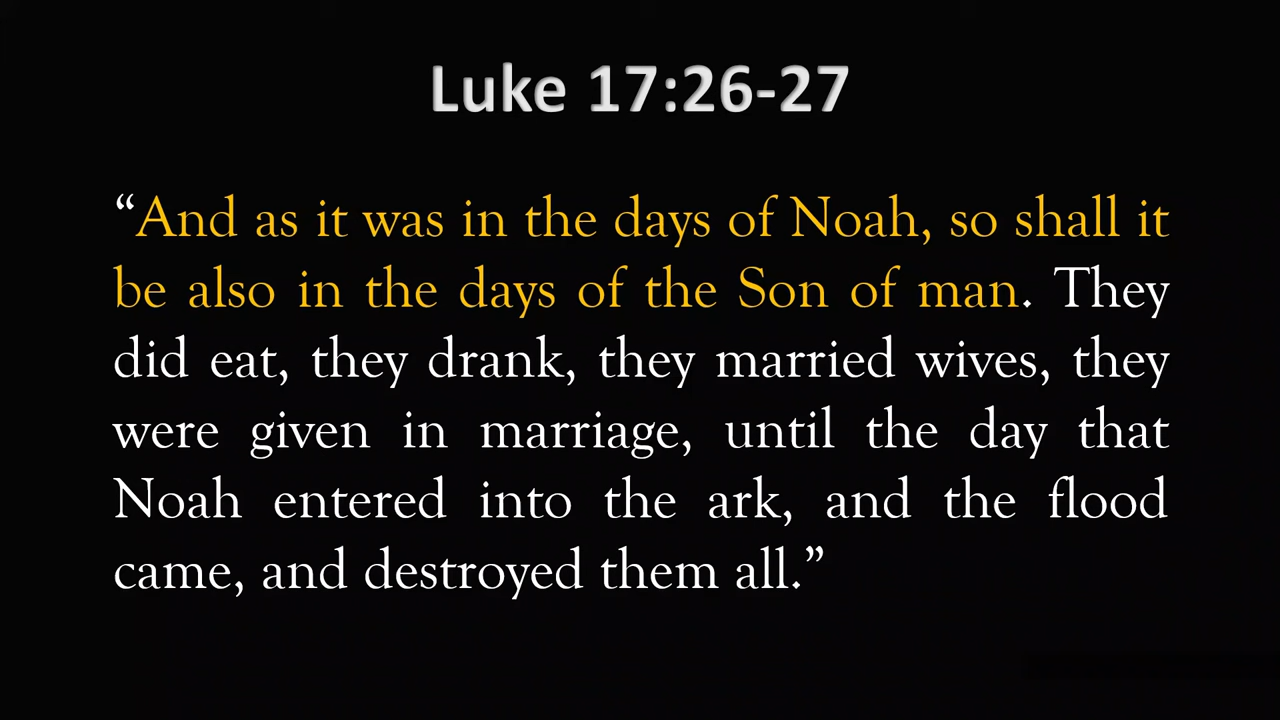 Luke 17:26-27
“And as it was in the days of Noah, so shall it
be also in the days of the Son of man. They
did eat, they drank, they married wives, they
were given in marriage, until the day that
Noah entered into the ark, and the flood
came, and destroyed them all.”